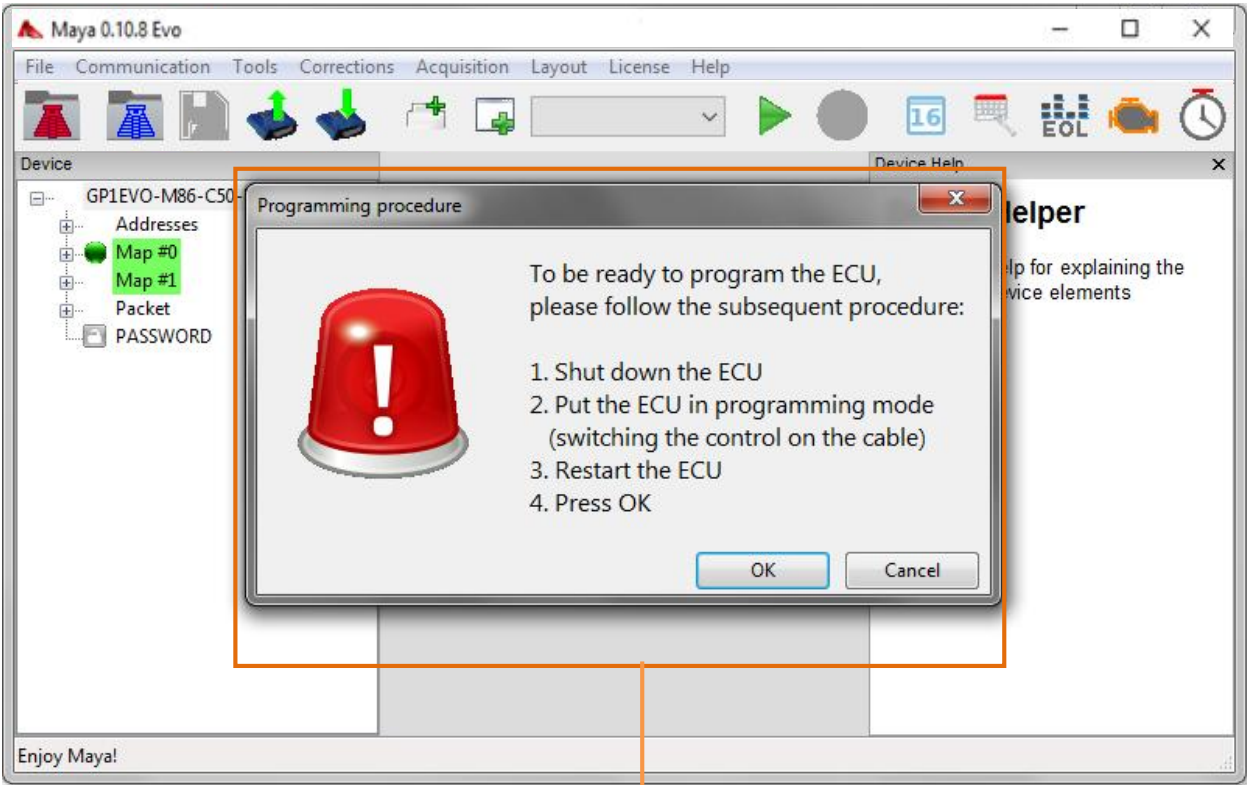 Maya 0.10.8 Evo
File Communication Tools Corrections Acquisition Layout License Help
16
EOL
Device
Device Help
GP1EVO-M86-C50-
Addresses
Map #0
Map #1
Packet
PASSWORD
Programming procedure
To be ready to program the ECU,
please follow the subsequent procedure:
1. Shut down the ECU
2. Put the ECU in programming mode
(switching the control on the cable)
3. Restart the ECU
4. Press OK
OK
Cancel
elper
lp for explaining the
vice elements
Enjoy Maya!